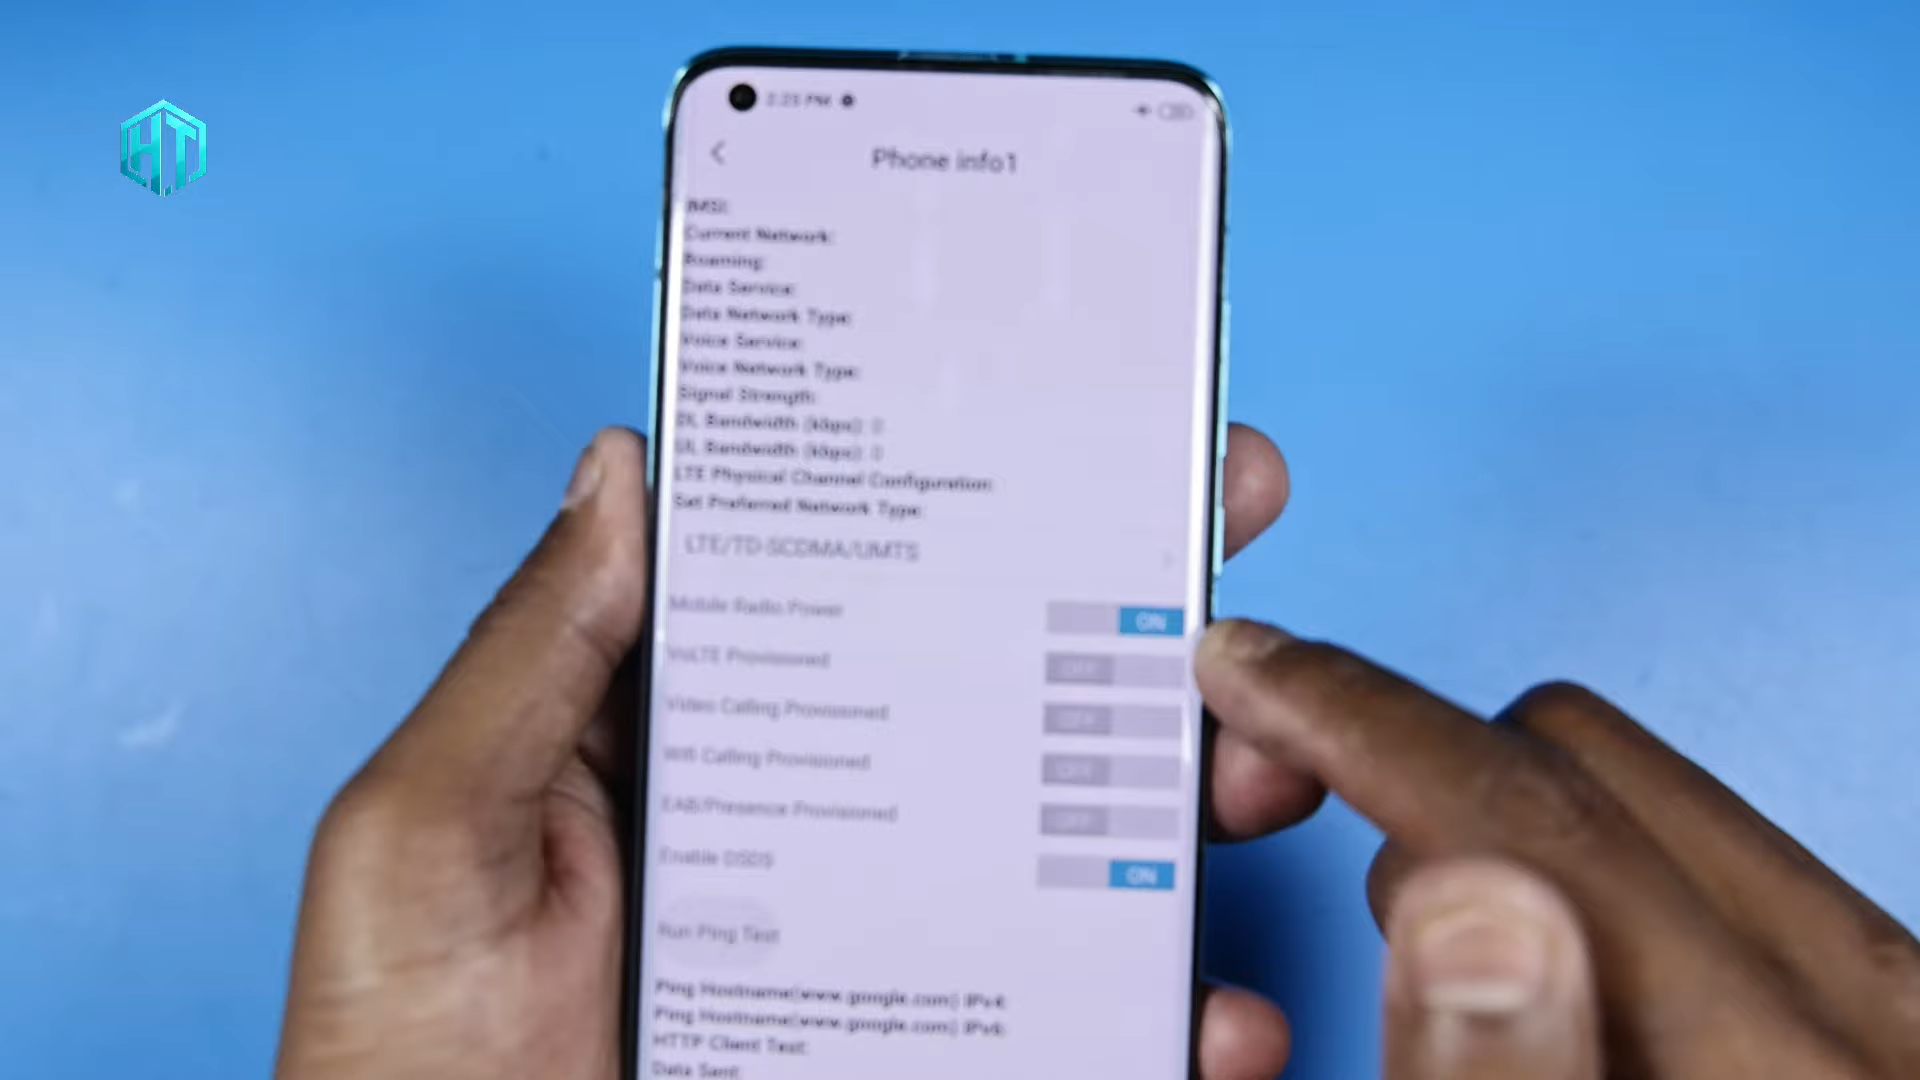 HT
2:23 PM
Phone info1
IMSI:
Current Network:
Roaming:
Data Service:
Data Network Type:
Voice Service:
Voice Network Type:
Signal Strength:
DL Bandwidth (kbps): 0
UL Bandwidth (kbps): 0
LTE Physical Channel Configuration:
Set Preferred Network Type:
LTE/TD-SCDMA/UMTS
Mobile Radio Power ON
VoLTE Provisioned OFF
Video Calling Provisioned OFF
Wifi Calling Provisioned OFF
EAB/Presence Provisioned OFF
Enable DSDS ON
Run Ping Test
Ping Hostname(www.google.com) IPv4:
Ping Hostname(www.google.com) IPv6:
HTTP Client Test:
Data Sent: